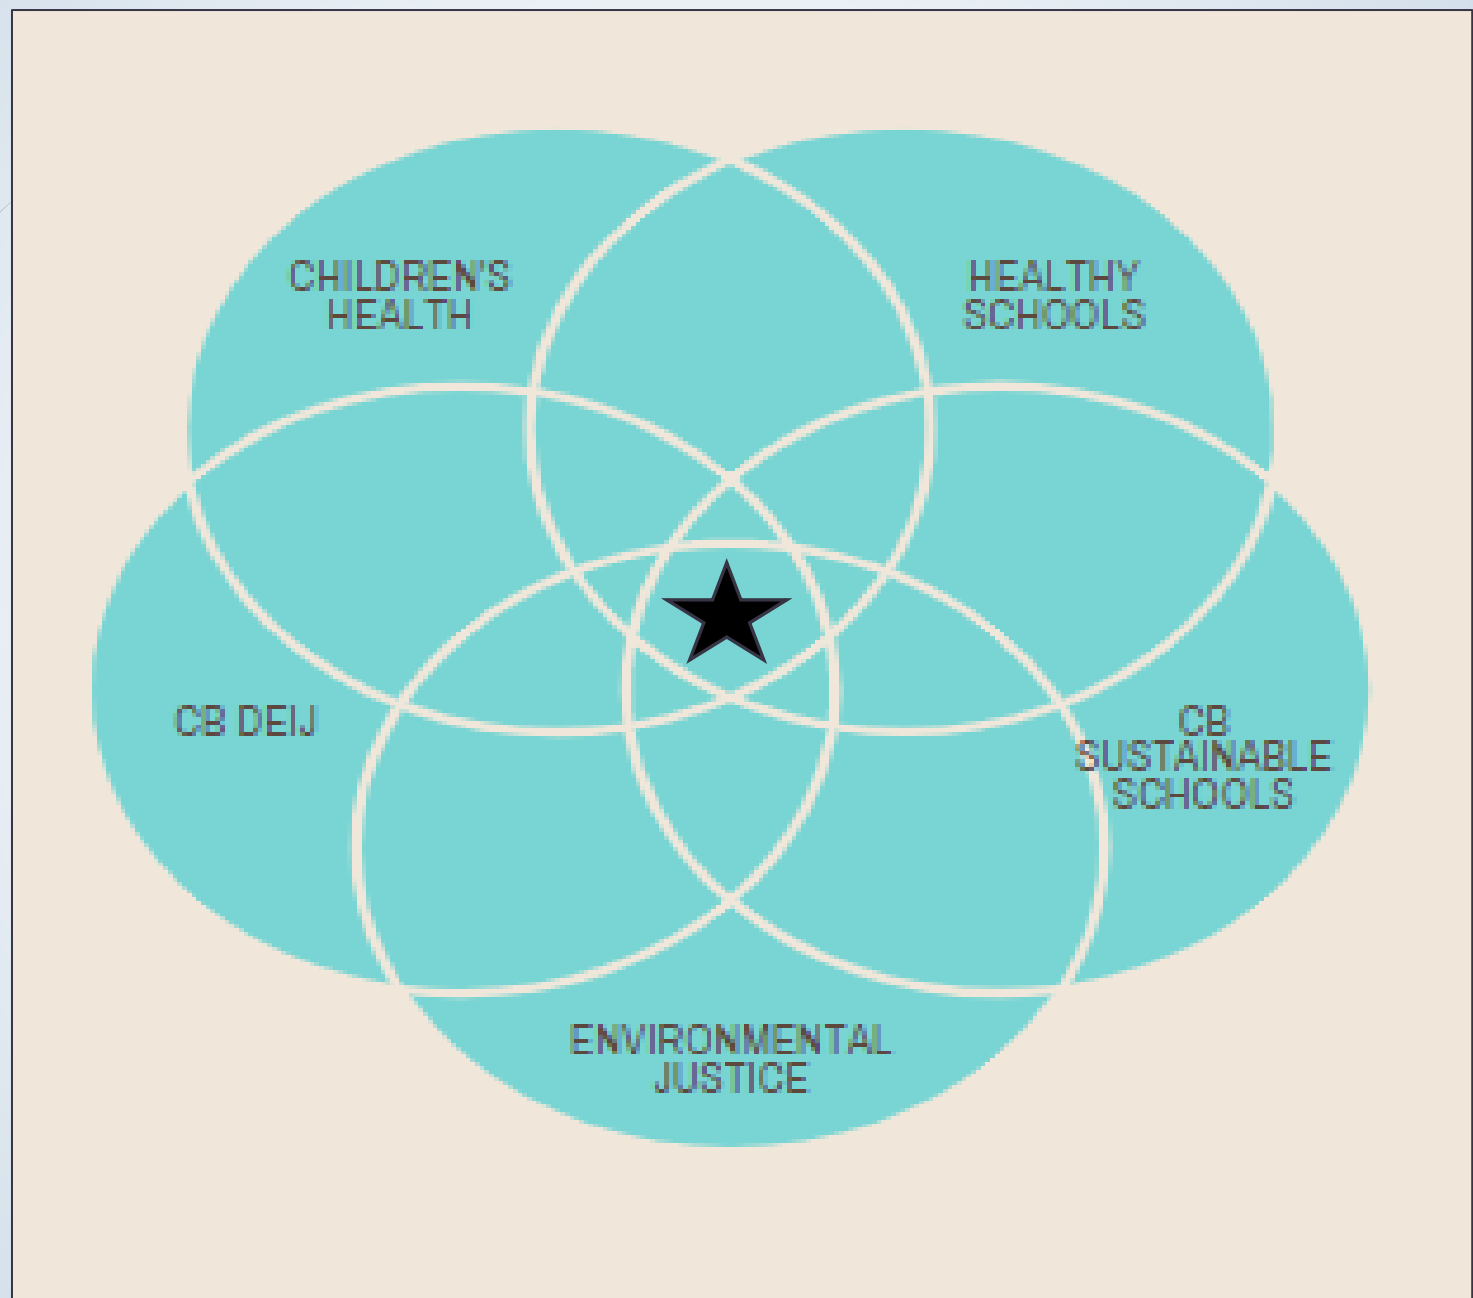 CHILDREN'S
HEALTH
HEALTHY
SCHOOLS
CB DEIJ
CB
SUSTAINABLE
SCHOOLS
ENVIRONMENTAL
JUSTICE